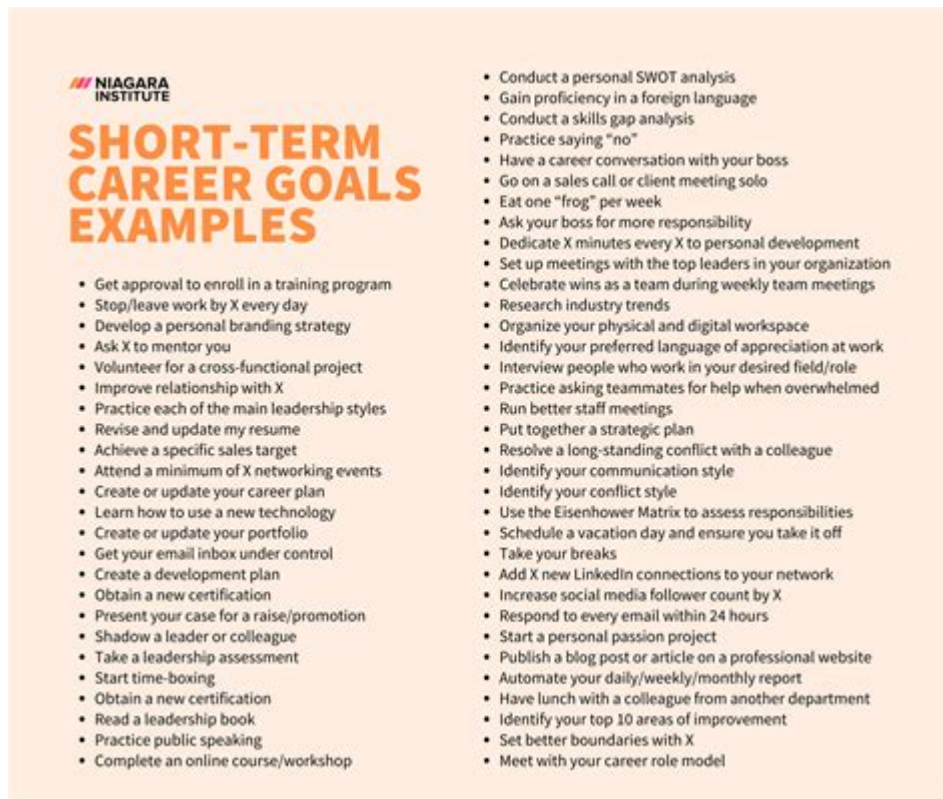 NIAGARA
INSTITUTE
SHORT-TERM
CAREER GOALS
EXAMPLES
• Get approval to enroll in a training program
• Stop/leave work by X every day
• Develop a personal branding strategy
• Ask X to mentor you
• Volunteer for a cross-functional project
• Improve relationship with X
• Practice each of the main leadership styles
• Revise and update my resume
• Achieve a specific sales target
• Attend a minimum of X networking events
• Create or update your career plan
• Learn how to use a new technology
• Create or update your portfolio
• Get your email inbox under control
• Create a development plan
• Obtain a new certification
• Present your case for a raise/promotion
• Shadow a leader or colleague
• Take a leadership assessment
• Start time-boxing
• Obtain a new certification
• Read a leadership book
• Practice public speaking
• Complete an online course/workshop
• Conduct a personal SWOT analysis
• Gain proficiency in a foreign language
• Conduct a skills gap analysis
• Practice saying “no”
• Have a career conversation with your boss
• Go on a sales call or client meeting solo
• Eat one “frog” per week
• Ask your boss for more responsibility
• Dedicate X minutes every X to personal development
• Set up meetings with the top leaders in your organization
• Celebrate wins as a team during weekly team meetings
• Research industry trends
• Organize your physical and digital workspace
• Identify your preferred language of appreciation at work
• Interview people who work in your desired field/role
• Practice asking teammates for help when overwhelmed
• Run better staff meetings
• Put together a strategic plan
• Resolve a long-standing conflict with a colleague
• Identify your communication style
• Identify your conflict style
• Use the Eisenhower Matrix to assess responsibilities
• Schedule a vacation day and ensure you take it off
• Take your breaks
• Add X new LinkedIn connections to your network
• Increase social media follower count by X
• Respond to every email within 24 hours
• Start a personal passion project
• Publish a blog post or article on a professional website
• Automate your daily/weekly/monthly report
• Have lunch with a colleague from another department
• Identify your top 10 areas of improvement
• Set better boundaries with X
• Meet with your career role model